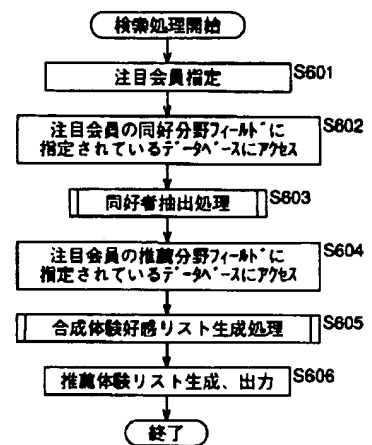 検索処理開始
注目会員指定
S601
注目会員の同好分野フィールドに
指定されているデータベースにアクセス
S602
同好者抽出処理
S603
注目会員の推薦分野フィールドに
指定されているデータベースにアクセス
S604
合成体験好感リスト生成処理
S605
推薦体験リスト生成、出力
S606
終了